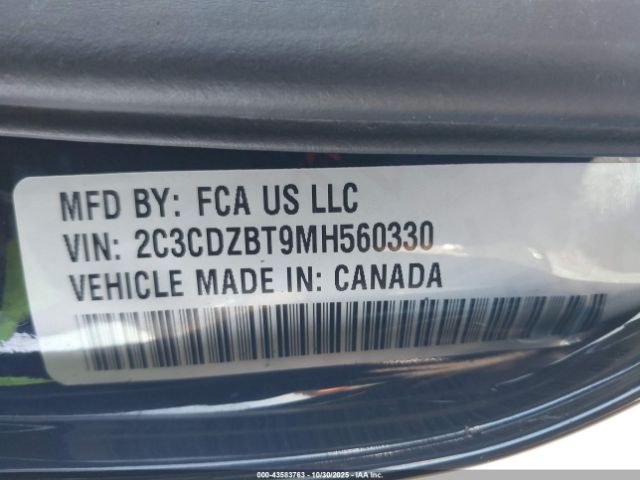 MFD BY: FCA US LLC
VIN: 2C3CDZBT9MH560330
VEHICLE MADE IN: CANADA
000-43583763 - 10/30/2025 - IAA Inc.